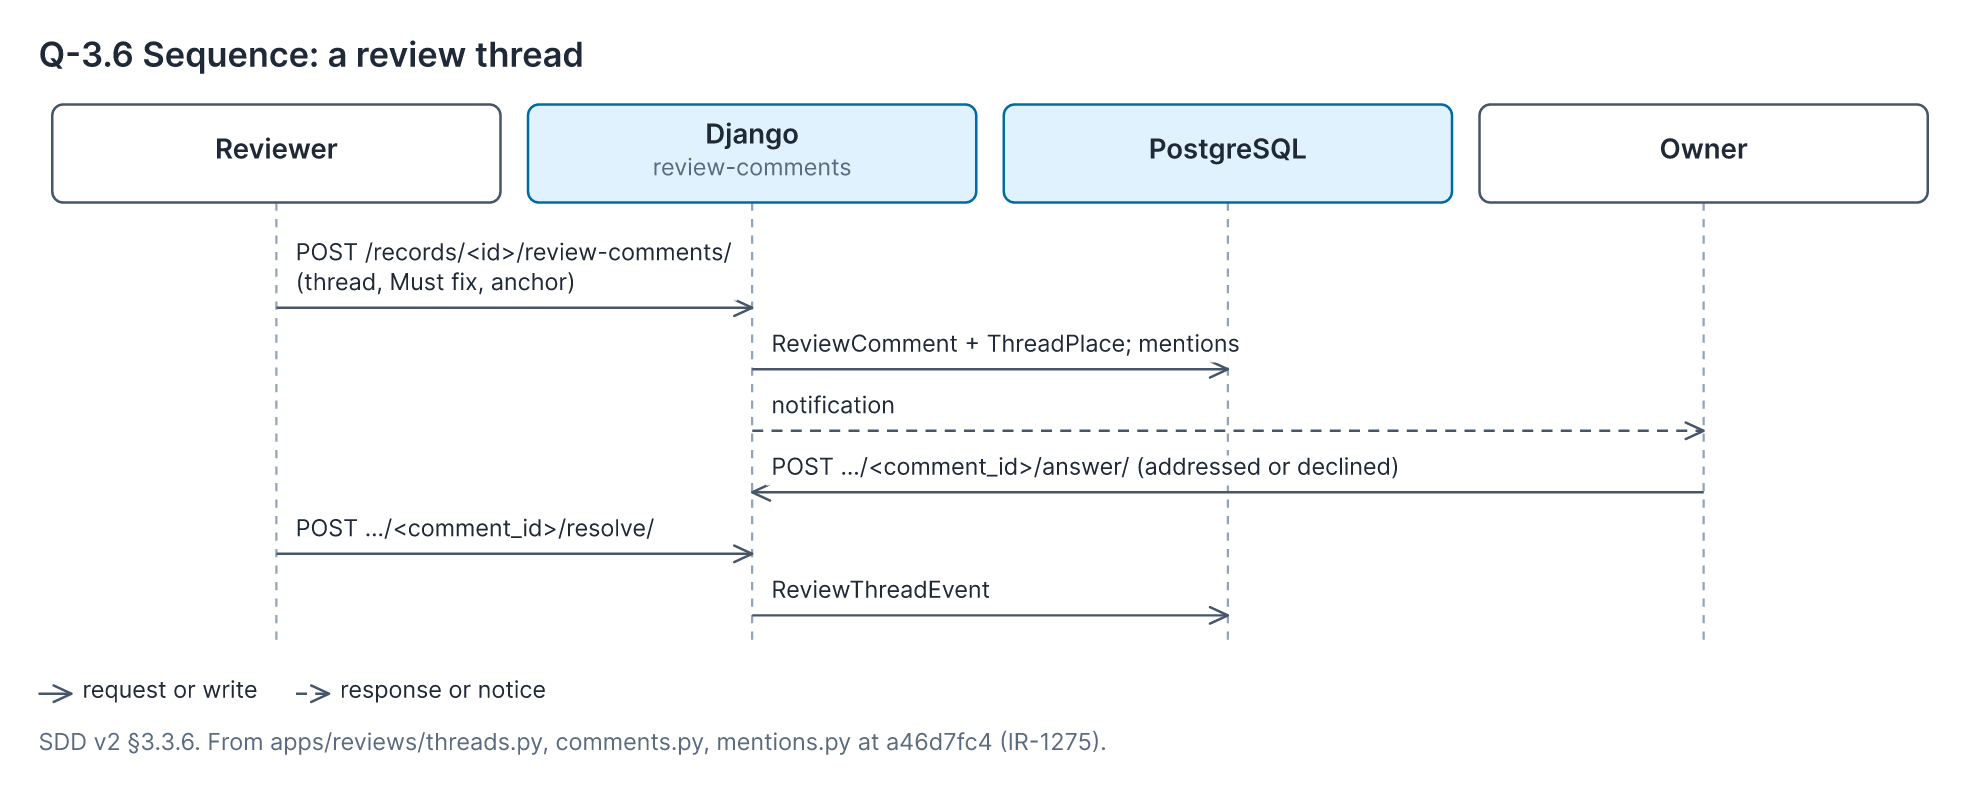 Q-3.6 Sequence: a review thread
Reviewer
Django
review-comments
PostgreSQL
Owner
POST /records/<id>/review-comments/
(thread, Must fix, anchor)
ReviewComment + ThreadPlace; mentions
notification
POST .../<comment_id>/answer/ (addressed or declined)
POST .../<comment_id>/resolve/
ReviewThreadEvent
request or write
response or notice
SDD v2 §3.3.6. From apps/reviews/threads.py, comments.py, mentions.py at a46d7fc4 (IR-1275).